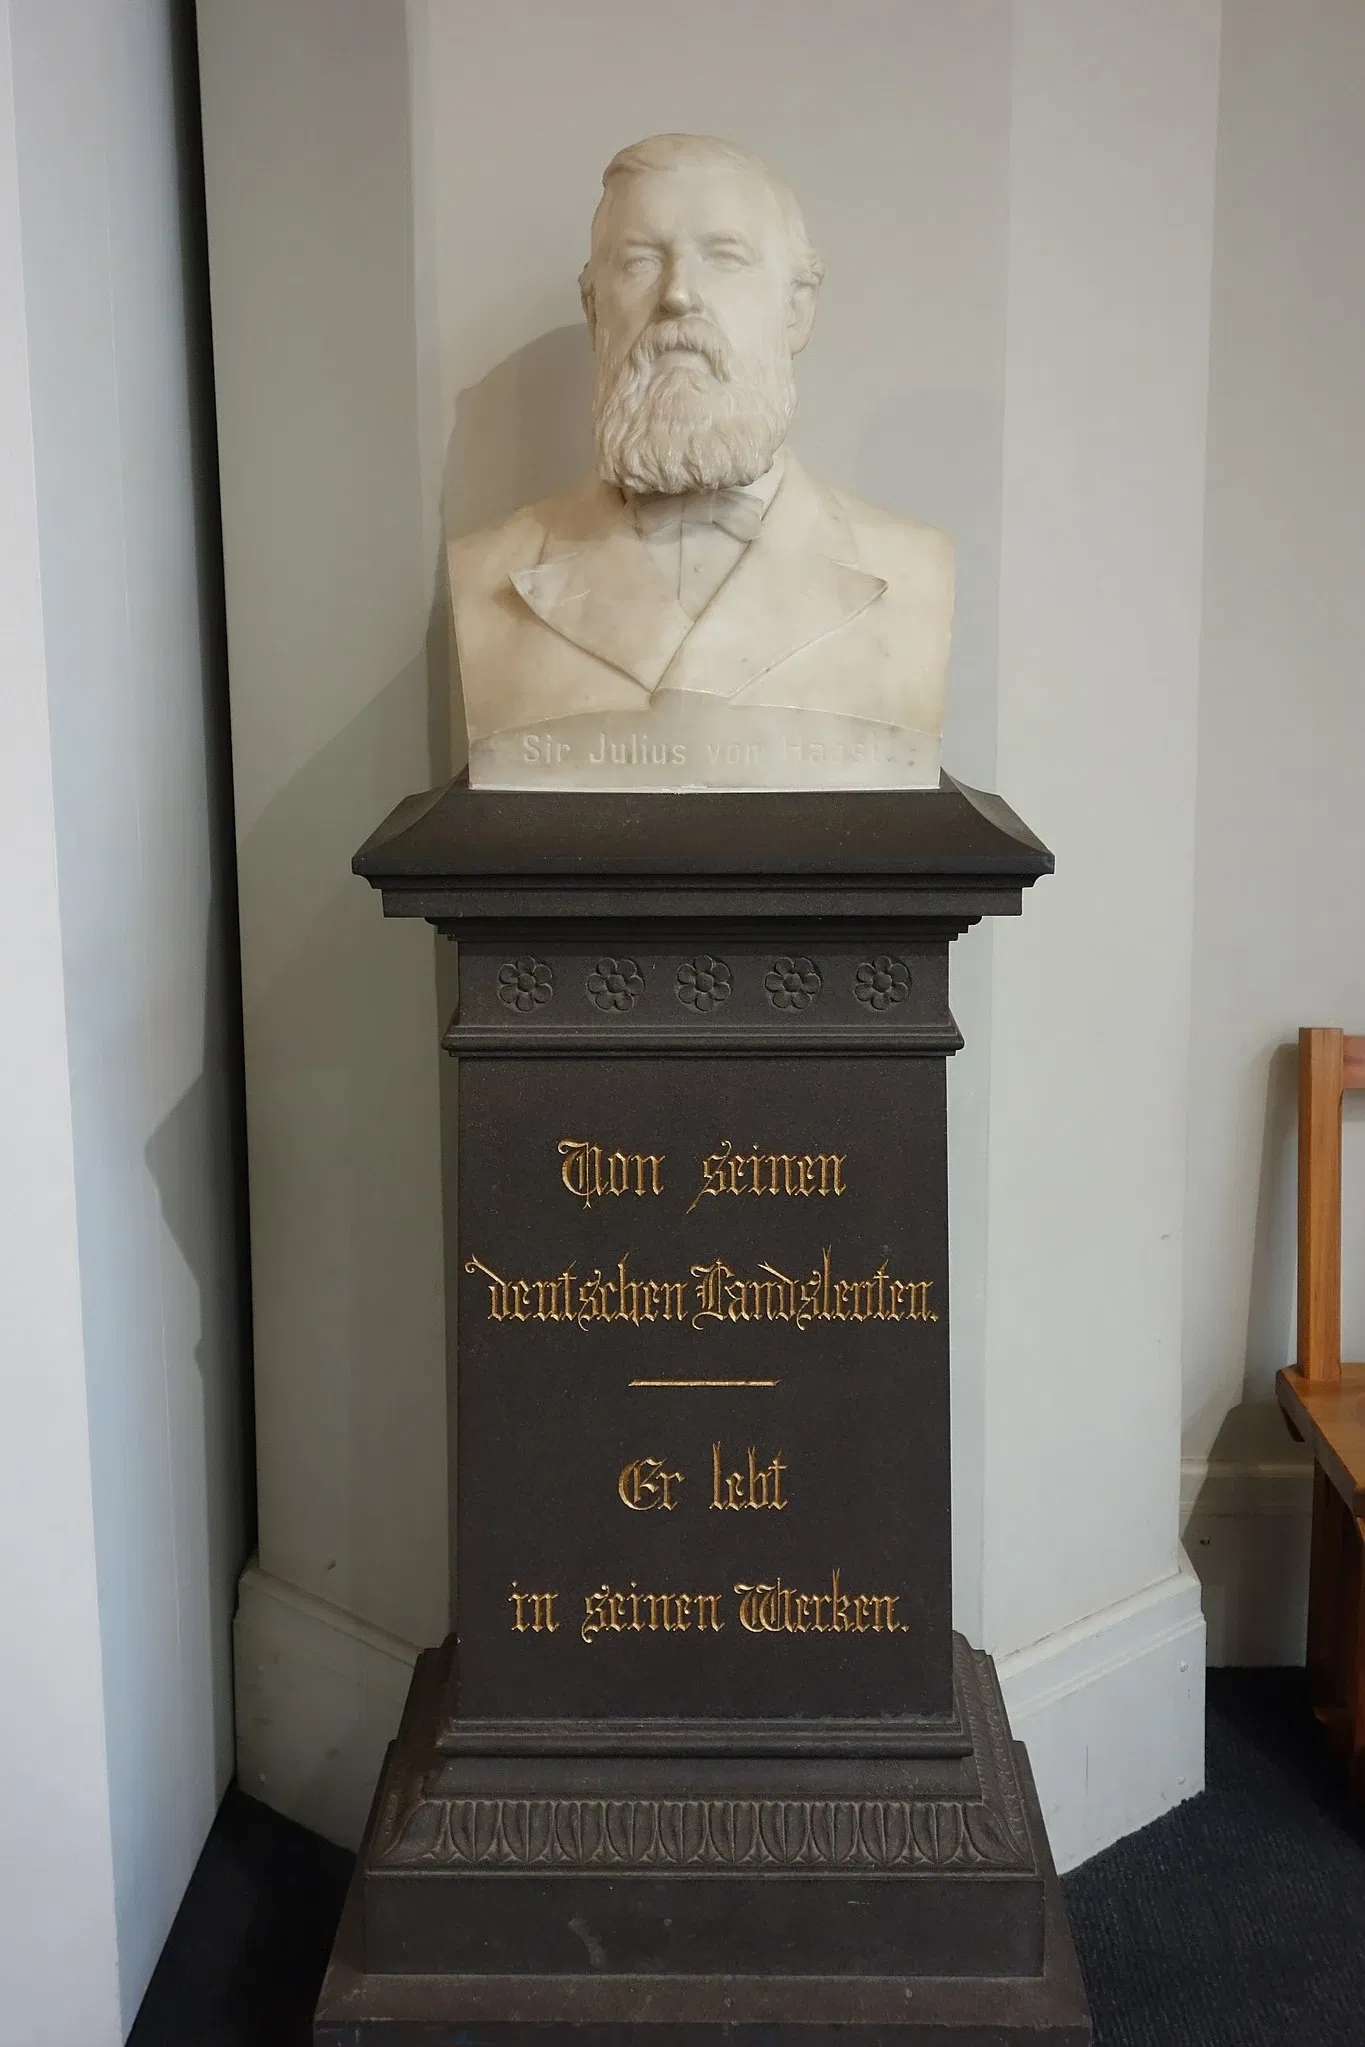 Sir Julius von Haast.
Von seinen
deutschen Landsleuten.
Er lebt
in seinen Werken.